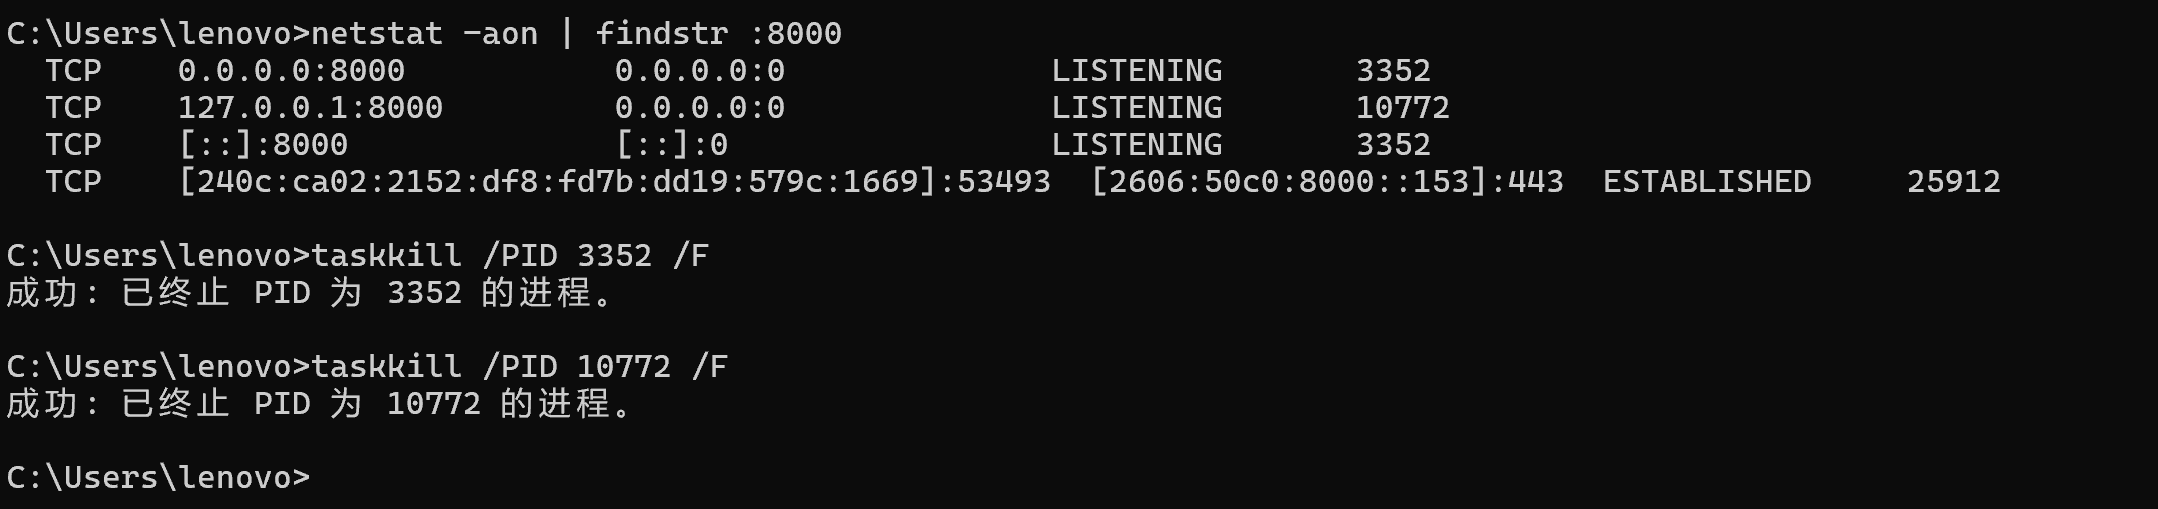 C:\Users\lenovo>netstat -aon | findstr :8000
  TCP    0.0.0.0:8000           0.0.0.0:0              LISTENING       3352
  TCP    127.0.0.1:8000         0.0.0.0:0              LISTENING       10772
  TCP    [::]:8000              [::]:0                 LISTENING       3352
  TCP    [240c:ca02:2152:df8:fd7b:dd19:579c:1669]:53493  [2606:50c0:8000::153]:443  ESTABLISHED     25912
C:\Users\lenovo>taskkill /PID 3352 /F
成功: 已终止 PID 为 3352 的进程。
C:\Users\lenovo>taskkill /PID 10772 /F
成功: 已终止 PID 为 10772 的进程。
C:\Users\lenovo>